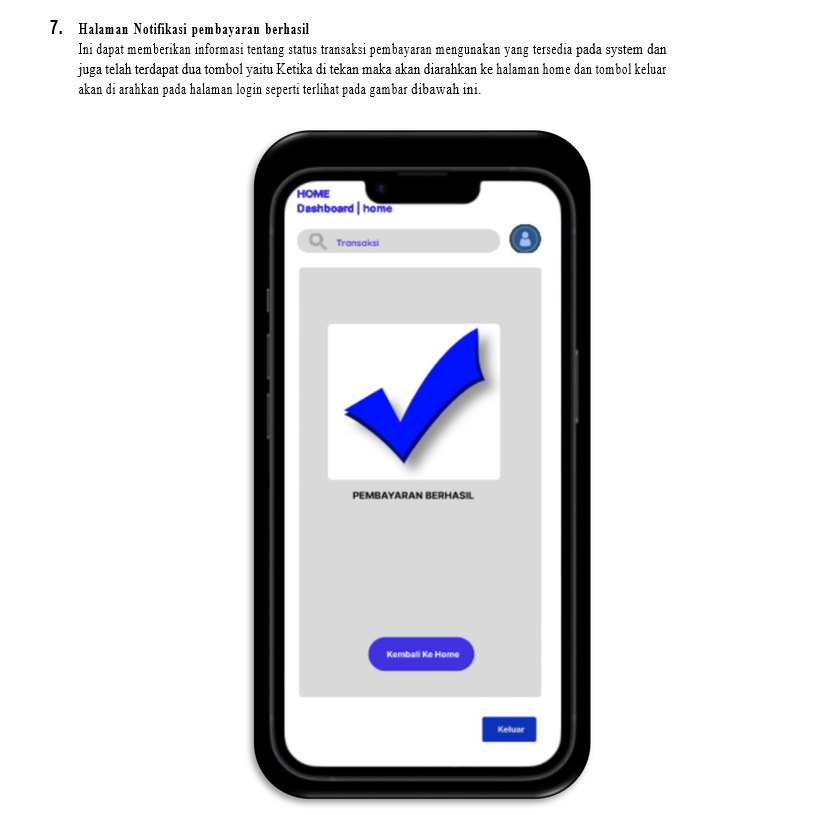 7. Halaman Notifikasi pembayaran berhasil
Ini dapat memberikan informasi tentang status transaksi pembayaran mengunakan yang tersedia pada system dan
juga telah terdapat dua tombol yaitu Ketika di tekan maka akan diarahkan ke halaman home dan tombol keluar
akan di arahkan pada halaman login seperti terlihat pada gambar dibawah ini.
HOME
Dashboard | home
Transaksi
PEMBAYARAN BERHASIL
Kembali Ke Home
Keluar